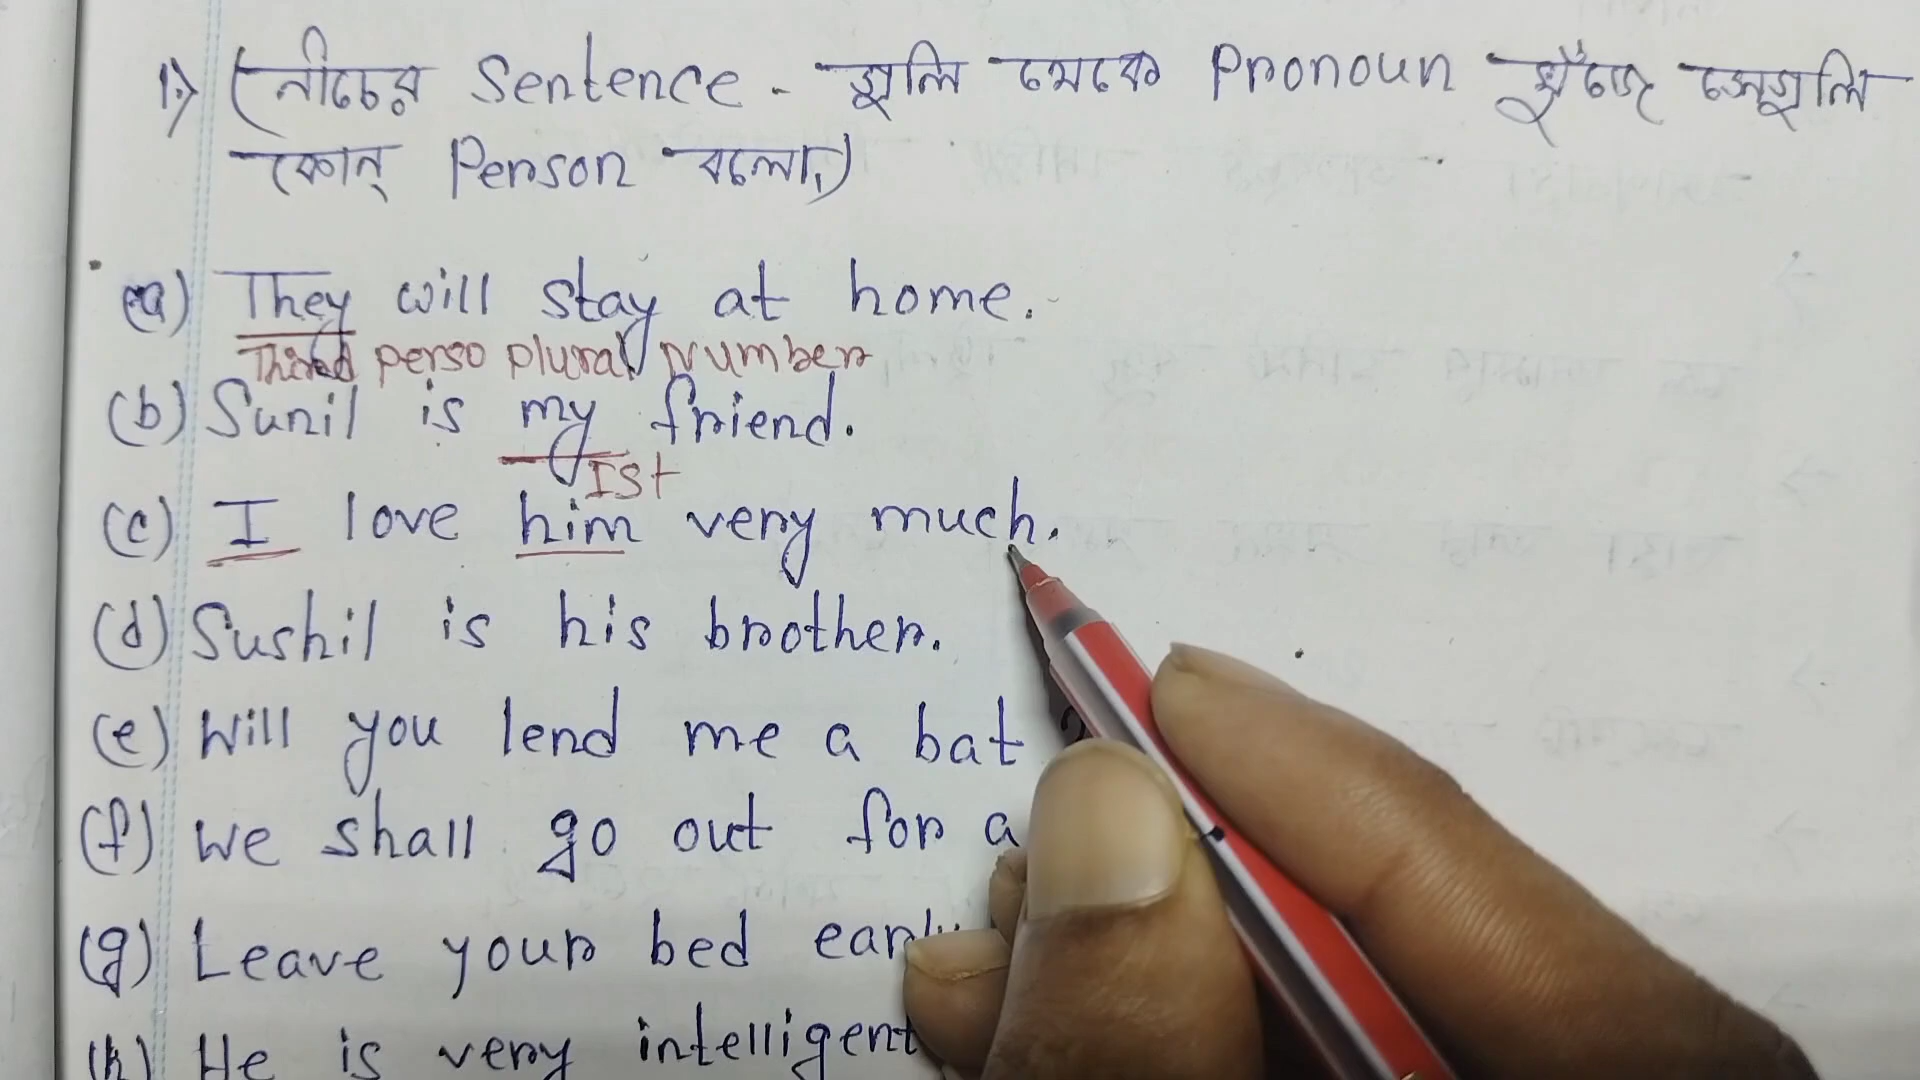 1.) (নীচের Sentence - গুলি থেকে Pronoun খুঁজে সেগুলি
কোন্ Person বলো,)
(a) They will stay at home.
Third perso plural Number
(b) Sunil is my friend.
Ist
(c) I love him very much.
(d) Sushil is his brother.
(e) Will you lend me a bat ?
(f) We shall go out for a
(g) Leave your bed early
(h) He is very intelligent